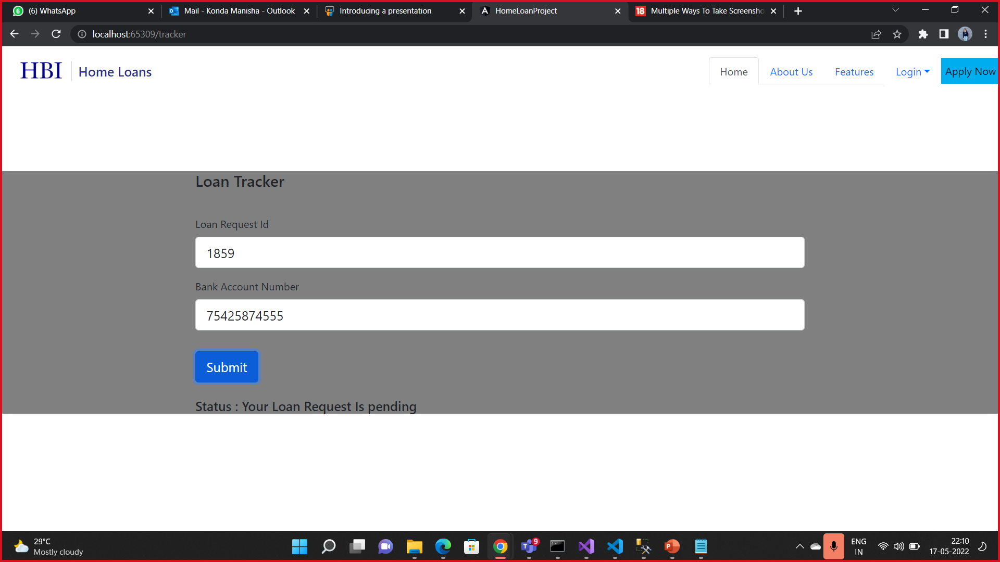 6 (6) WhatsApp
Mail - Konda Manisha - Outlook
Introducing a presentation
HomeLoanProject
18 Multiple Ways To Take Screensho
localhost:65309/tracker
HBI Home Loans
Home
About Us
Features
Login
Apply Now
Loan Tracker
Loan Request Id
1859
Bank Account Number
75425874555
Submit
Status : Your Loan Request Is pending
29°C
Mostly cloudy
9
ENG
IN
22:10
17-05-2022